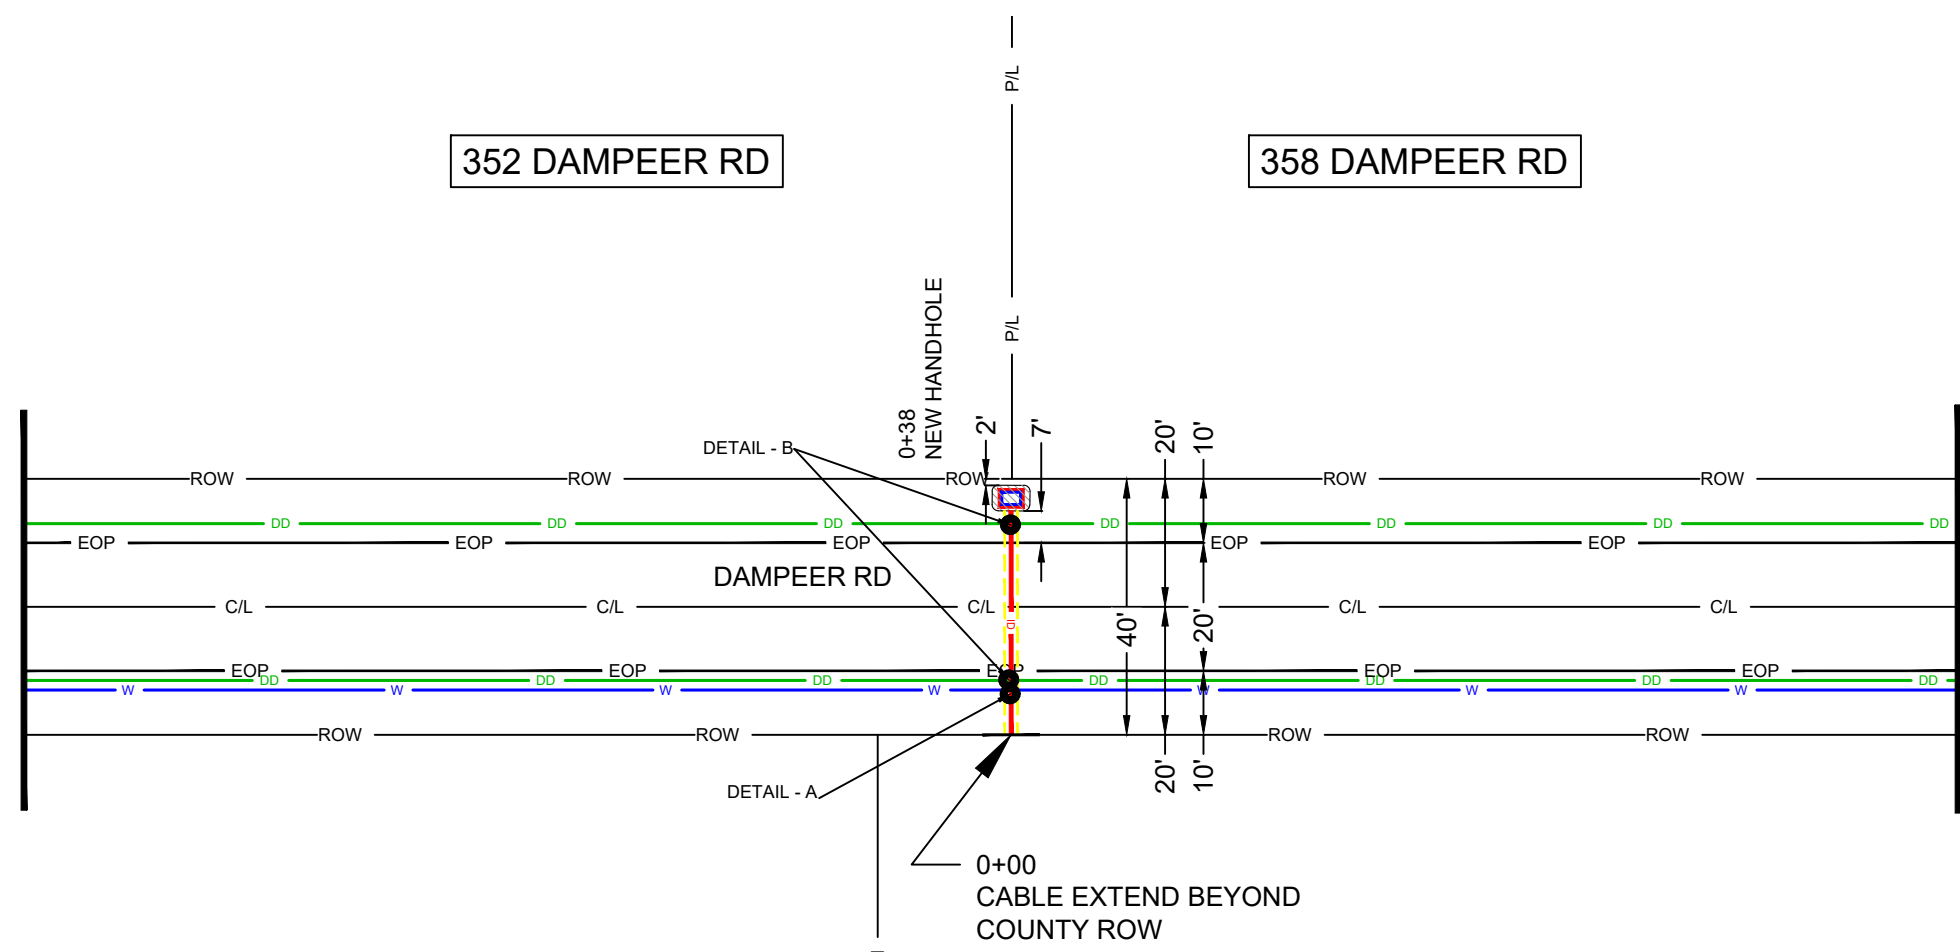 P/L
352 DAMPEER RD
358 DAMPEER RD
0+38
NEW HANDHOLE
P/L
2'
7'
20'
10'
DETAIL - B
ROW ROW ROW ROW ROW
DD DD DD DD DD DD DD
EOP EOP EOP EOP EOP
DAMPEER RD
C/L C/L C/L C/L C/L
ID
40'
20'
EOP EOP EOP EOP EOP
DD DD DD DD DD DD DD
W W W W W W W
ROW ROW ROW ROW
20'
10'
DETAIL - A
0+00
CABLE EXTEND BEYOND
COUNTY ROW